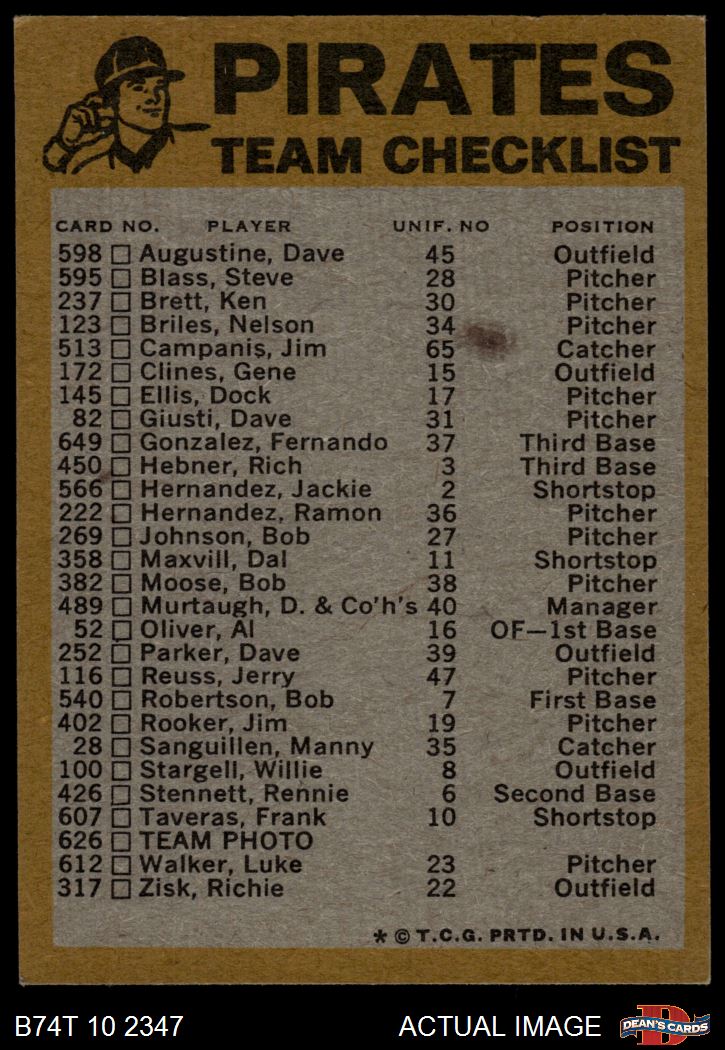 PIRATES
TEAM CHECKLIST
CARD NO. PLAYER UNIF. NO POSITION
598 Augustine, Dave 45 Outfield
595 Blass, Steve 28 Pitcher
237 Brett, Ken 30 Pitcher
123 Briles, Nelson 34 Pitcher
513 Campanis, Jim 65 Catcher
172 Clines, Gene 15 Outfield
145 Ellis, Dock 17 Pitcher
82 Giusti, Dave 31 Pitcher
649 Gonzalez, Fernando 37 Third Base
450 Hebner, Rich 3 Third Base
566 Hernandez, Jackie 2 Shortstop
222 Hernandez, Ramon 36 Pitcher
269 Johnson, Bob 27 Pitcher
358 Maxvill, Dal 11 Shortstop
382 Moose, Bob 38 Pitcher
489 Murtaugh, D. & Co'h's 40 Manager
52 Oliver, Al 16 OF—1st Base
252 Parker, Dave 39 Outfield
116 Reuss, Jerry 47 Pitcher
540 Robertson, Bob 7 First Base
402 Rooker, Jim 19 Pitcher
28 Sanguillen, Manny 35 Catcher
100 Stargell, Willie 8 Outfield
426 Stennett, Rennie 6 Second Base
607 Taveras, Frank 10 Shortstop
626 TEAM PHOTO
612 Walker, Luke 23 Pitcher
317 Zisk, Richie 22 Outfield
* © T.C.G. PRTD. IN U.S.A.
B74T 10 2347 ACTUAL IMAGE
D
DEAN'S CARDS